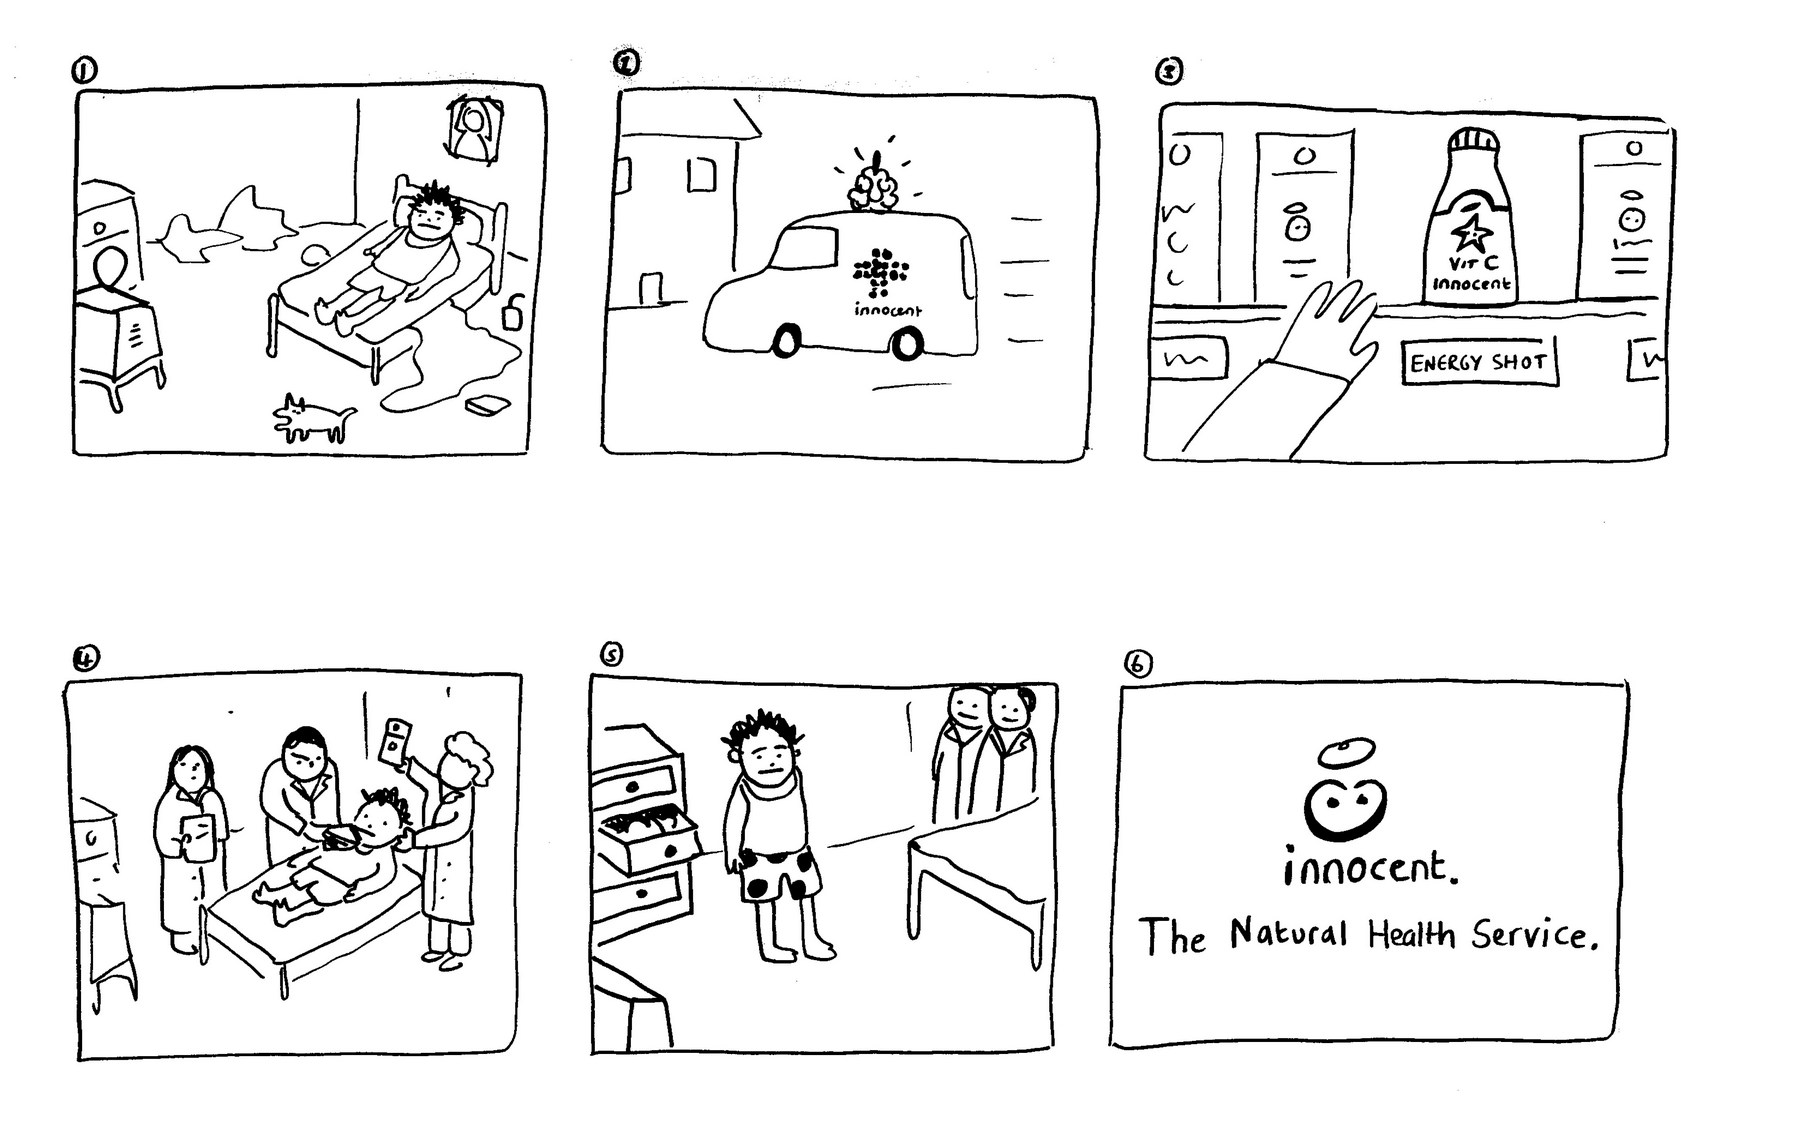 1
2
innocent
3
VIT C
innocent
ENERGY SHOT
4
5
6
innocent.
The Natural Health Service.